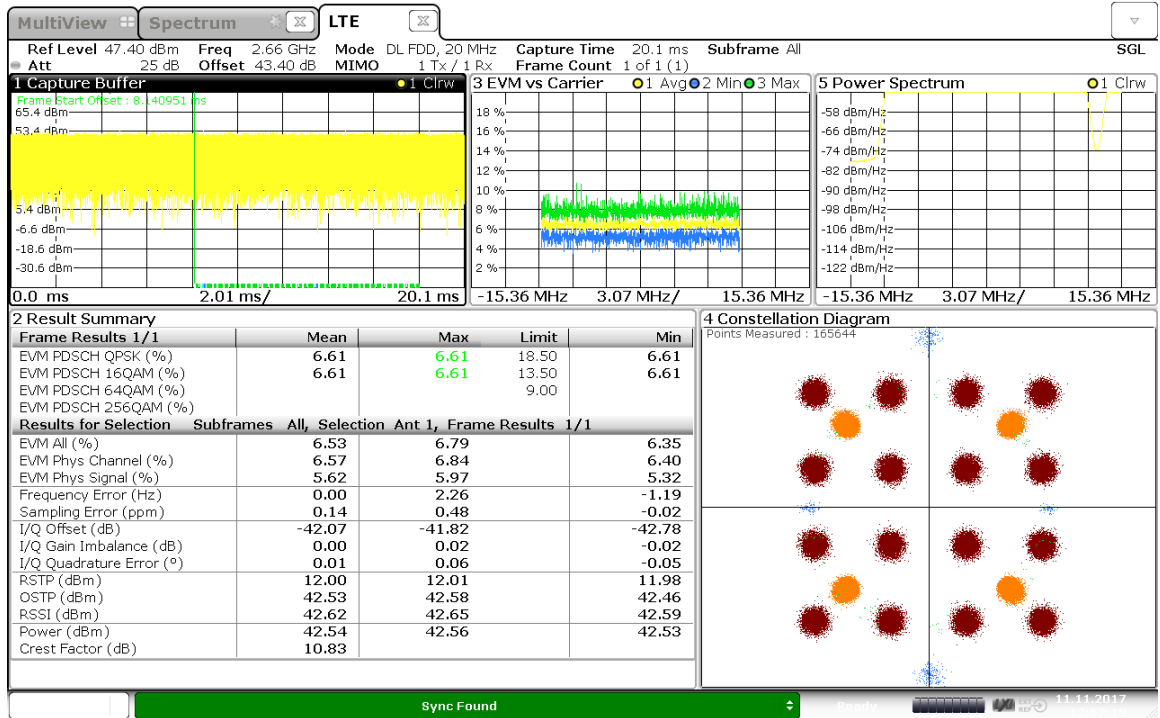 MultiView Spectrum LTE
Ref Level 47.40 dBm Freq 2.66 GHz Mode DL FDD, 20 MHz Capture Time 20.1 ms Subframe All SGL
Att 25 dB Offset 43.40 dB MIMO 1 Tx / 1 Rx Frame Count 1 of 1 (1)
1 Capture Buffer 1 Clrw
Frame Start Offset : 8.140951 ms
65.4 dBm
53.4 dBm
5.4 dBm
-6.6 dBm
-18.6 dBm
-30.6 dBm
0.0 ms 2.01 ms/ 20.1 ms
3 EVM vs Carrier 1 Avg 2 Min 3 Max
18 %
16 %
14 %
12 %
10 %
8 %
6 %
4 %
2 %
-15.36 MHz 3.07 MHz/ 15.36 MHz
5 Power Spectrum 1 Clrw
-58 dBm/Hz
-66 dBm/Hz
-74 dBm/Hz
-82 dBm/Hz
-90 dBm/Hz
-98 dBm/Hz
-106 dBm/Hz
-114 dBm/Hz
-122 dBm/Hz
-15.36 MHz 3.07 MHz/ 15.36 MHz
2 Result Summary
Frame Results 1/1 Mean Max Limit Min
EVM PDSCH QPSK (%) 6.61 6.61 18.50 6.61
EVM PDSCH 16QAM (%) 6.61 6.61 13.50 6.61
EVM PDSCH 64QAM (%) 9.00
EVM PDSCH 256QAM (%)
Results for Selection Subframes All, Selection Ant 1, Frame Results 1/1
EVM All (%) 6.53 6.79 6.35
EVM Phys Channel (%) 6.57 6.84 6.40
EVM Phys Signal (%) 5.62 5.97 5.32
Frequency Error (Hz) 0.00 2.26 -1.19
Sampling Error (ppm) 0.14 0.48 -0.02
I/Q Offset (dB) -42.07 -41.82 -42.78
I/Q Gain Imbalance (dB) 0.00 0.02 -0.02
I/Q Quadrature Error (°) 0.01 0.06 -0.05
RSTP (dBm) 12.00 12.01 11.98
OSTP (dBm) 42.53 42.58 42.46
RSSI (dBm) 42.62 42.65 42.59
Power (dBm) 42.54 42.56 42.53
Crest Factor (dB) 10.83
4 Constellation Diagram
Points Measured : 165644
Sync Found
Ready
LXI
11.11.2017